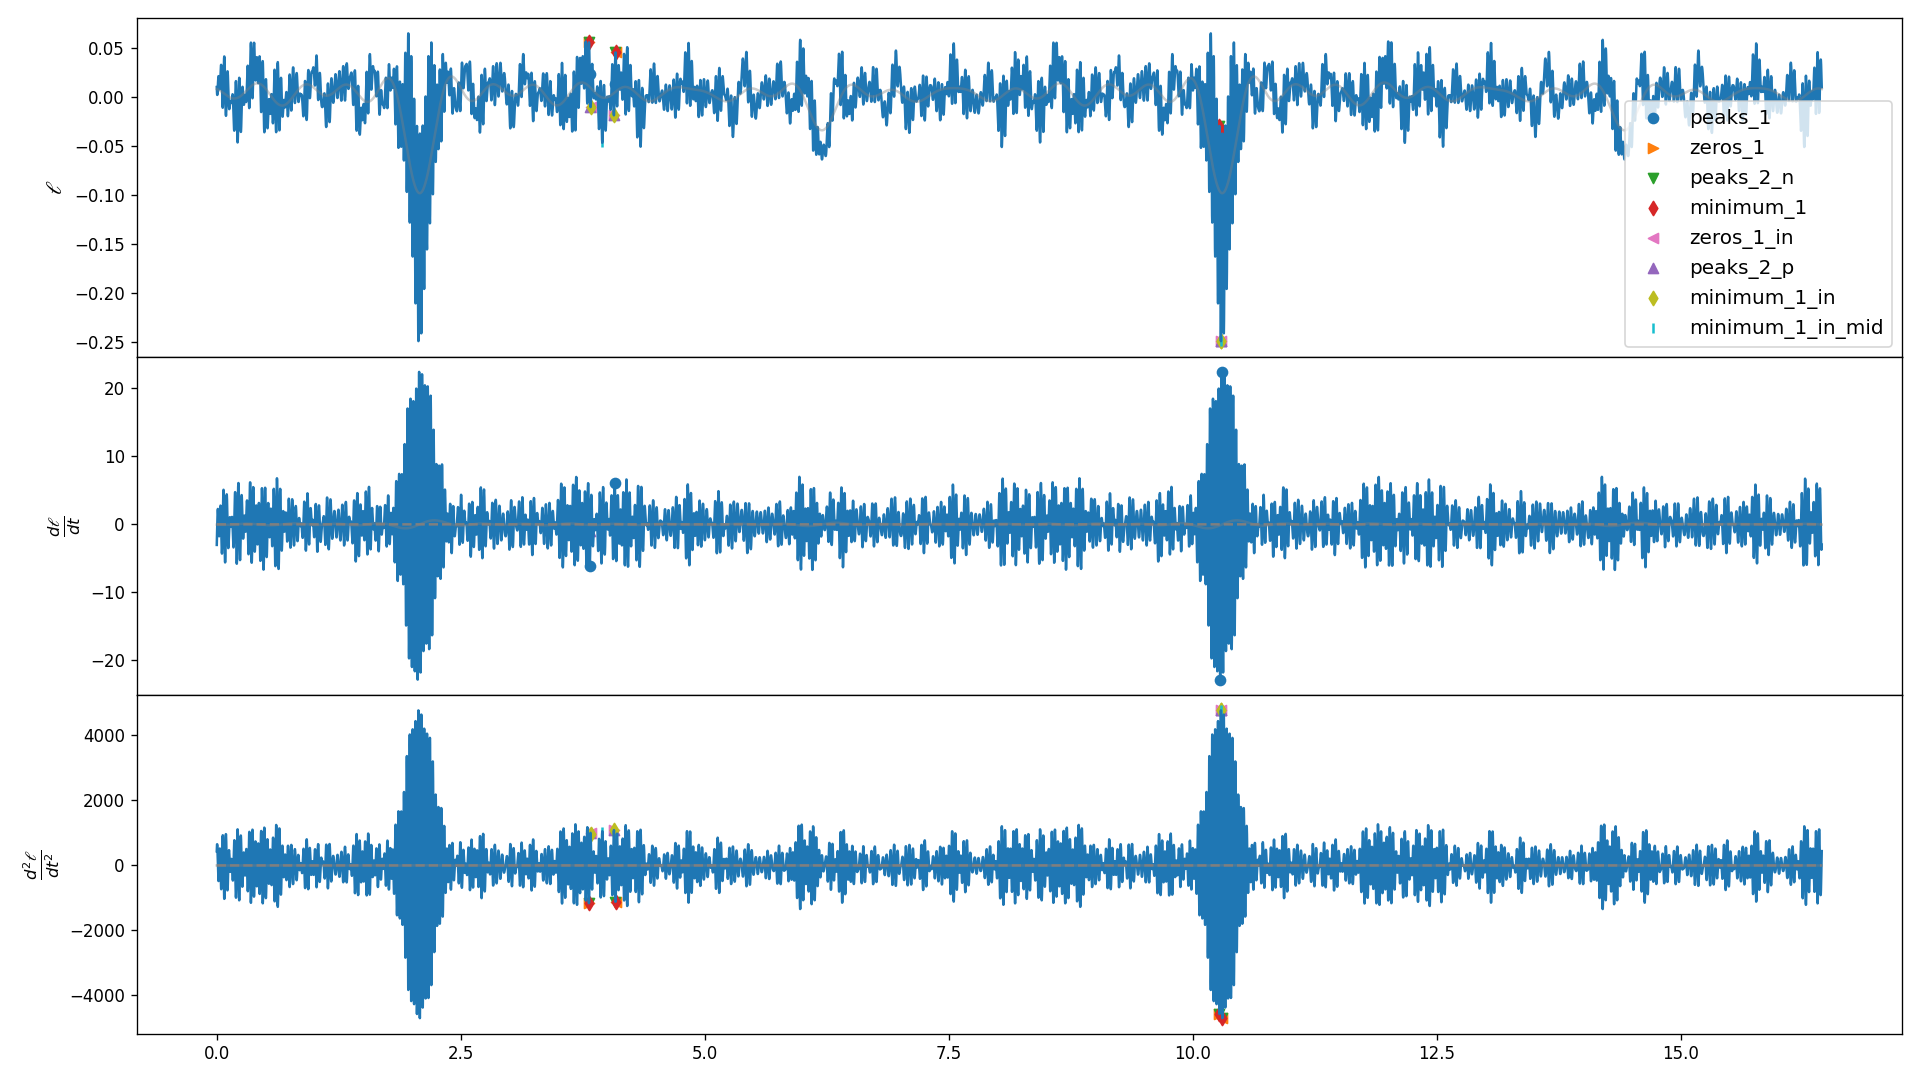 0.05
0.00
−0.05
−0.10
−0.15
−0.20
−0.25
ℓ
peaks_1
zeros_1
peaks_2_n
minimum_1
zeros_1_in
peaks_2_p
minimum_1_in
minimum_1_in_mid
20
10
0
−10
−20
dℓ
dt
4000
2000
0
−2000
−4000
d²ℓ
dt²
0.0 2.5 5.0 7.5 10.0 12.5 15.0